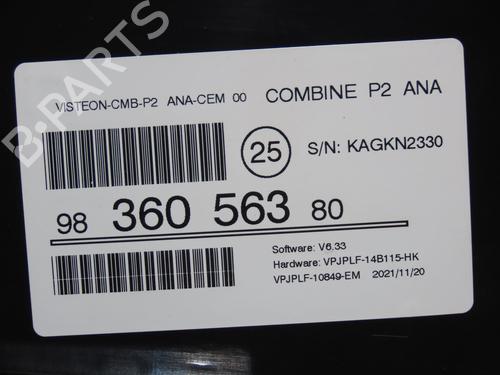 B-PARTS
VISTEON-CMB-P2 ANA-CEM 00 COMBINE P2 ANA
25 S/N: KAGKN2330
98 360 563 80
Software: V6.33
Hardware: VPJPLF-14B115-HK
VPJPLF-10849-EM 2021/11/20